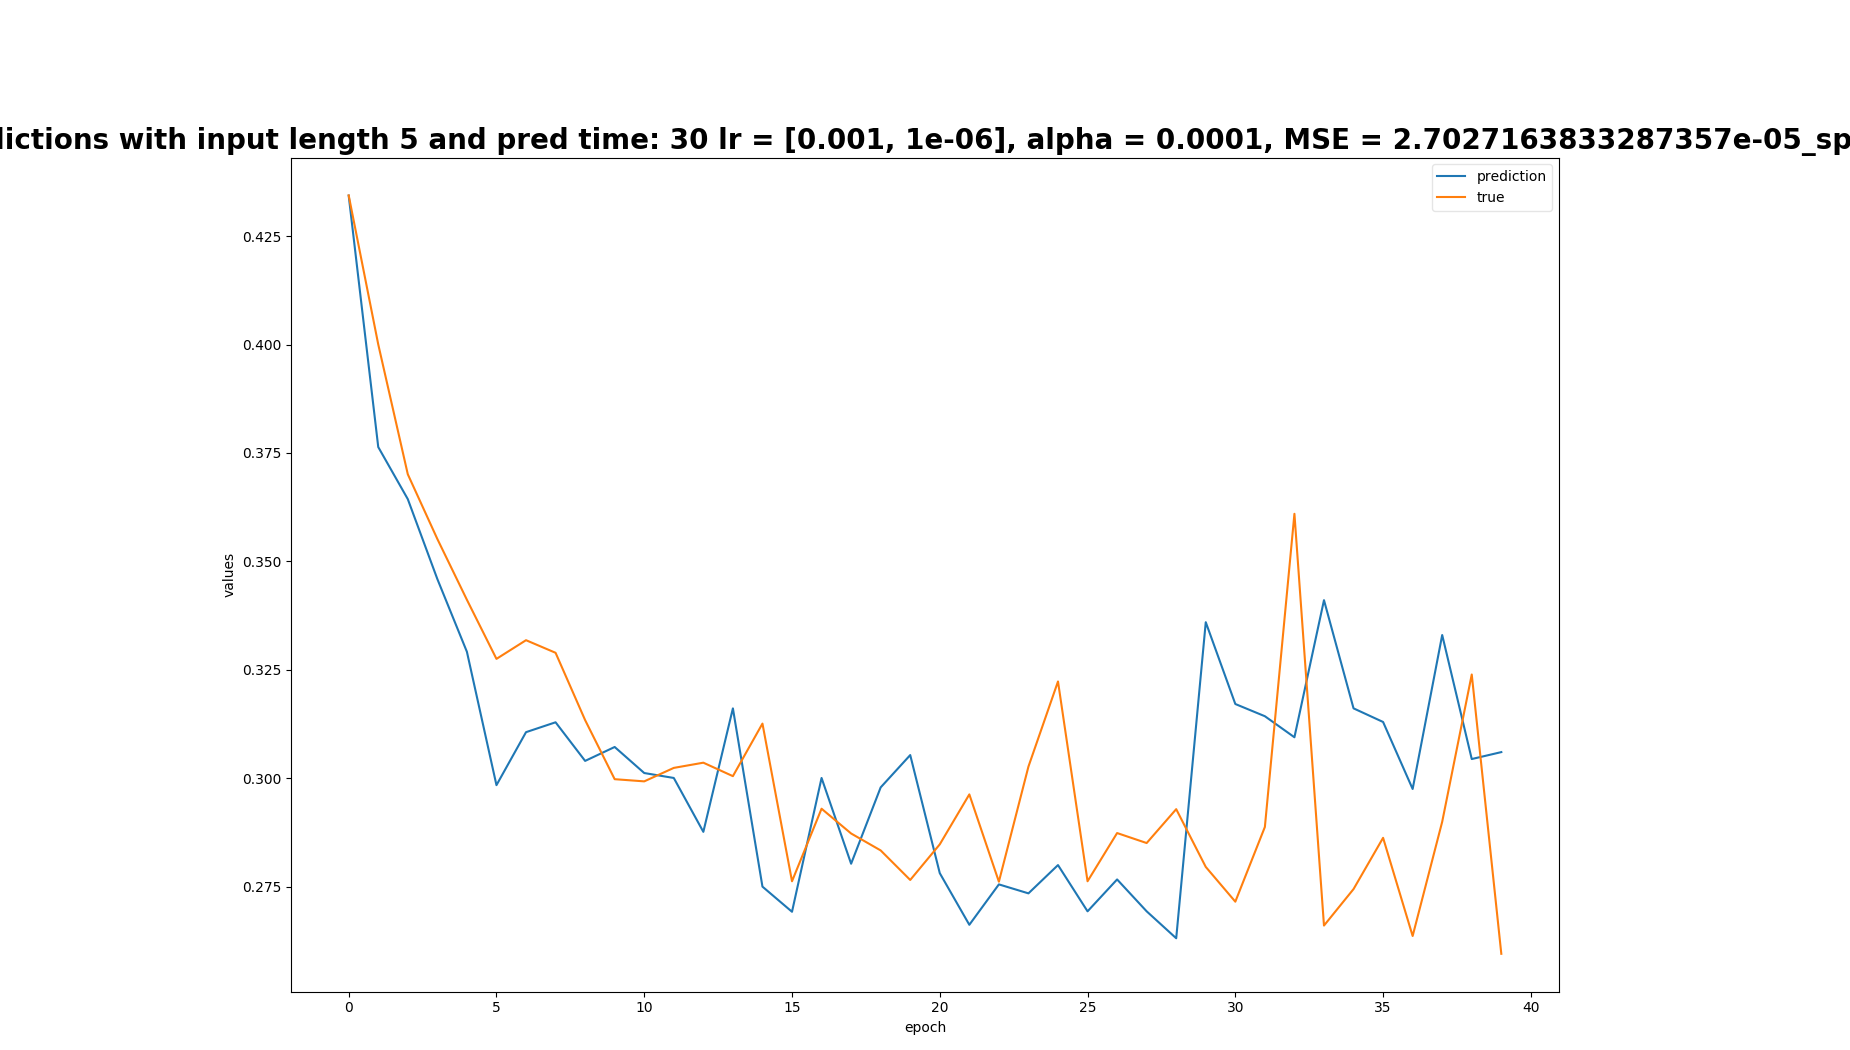 lictions with input length 5 and pred time: 30 lr = [0.001, 1e-06], alpha = 0.0001, MSE = 2.7027163833287357e-05_sp
prediction
true
0.425
0.400
0.375
0.350
0.325
0.300
0.275
values
0 5 10 15 20 25 30 35 40
epoch